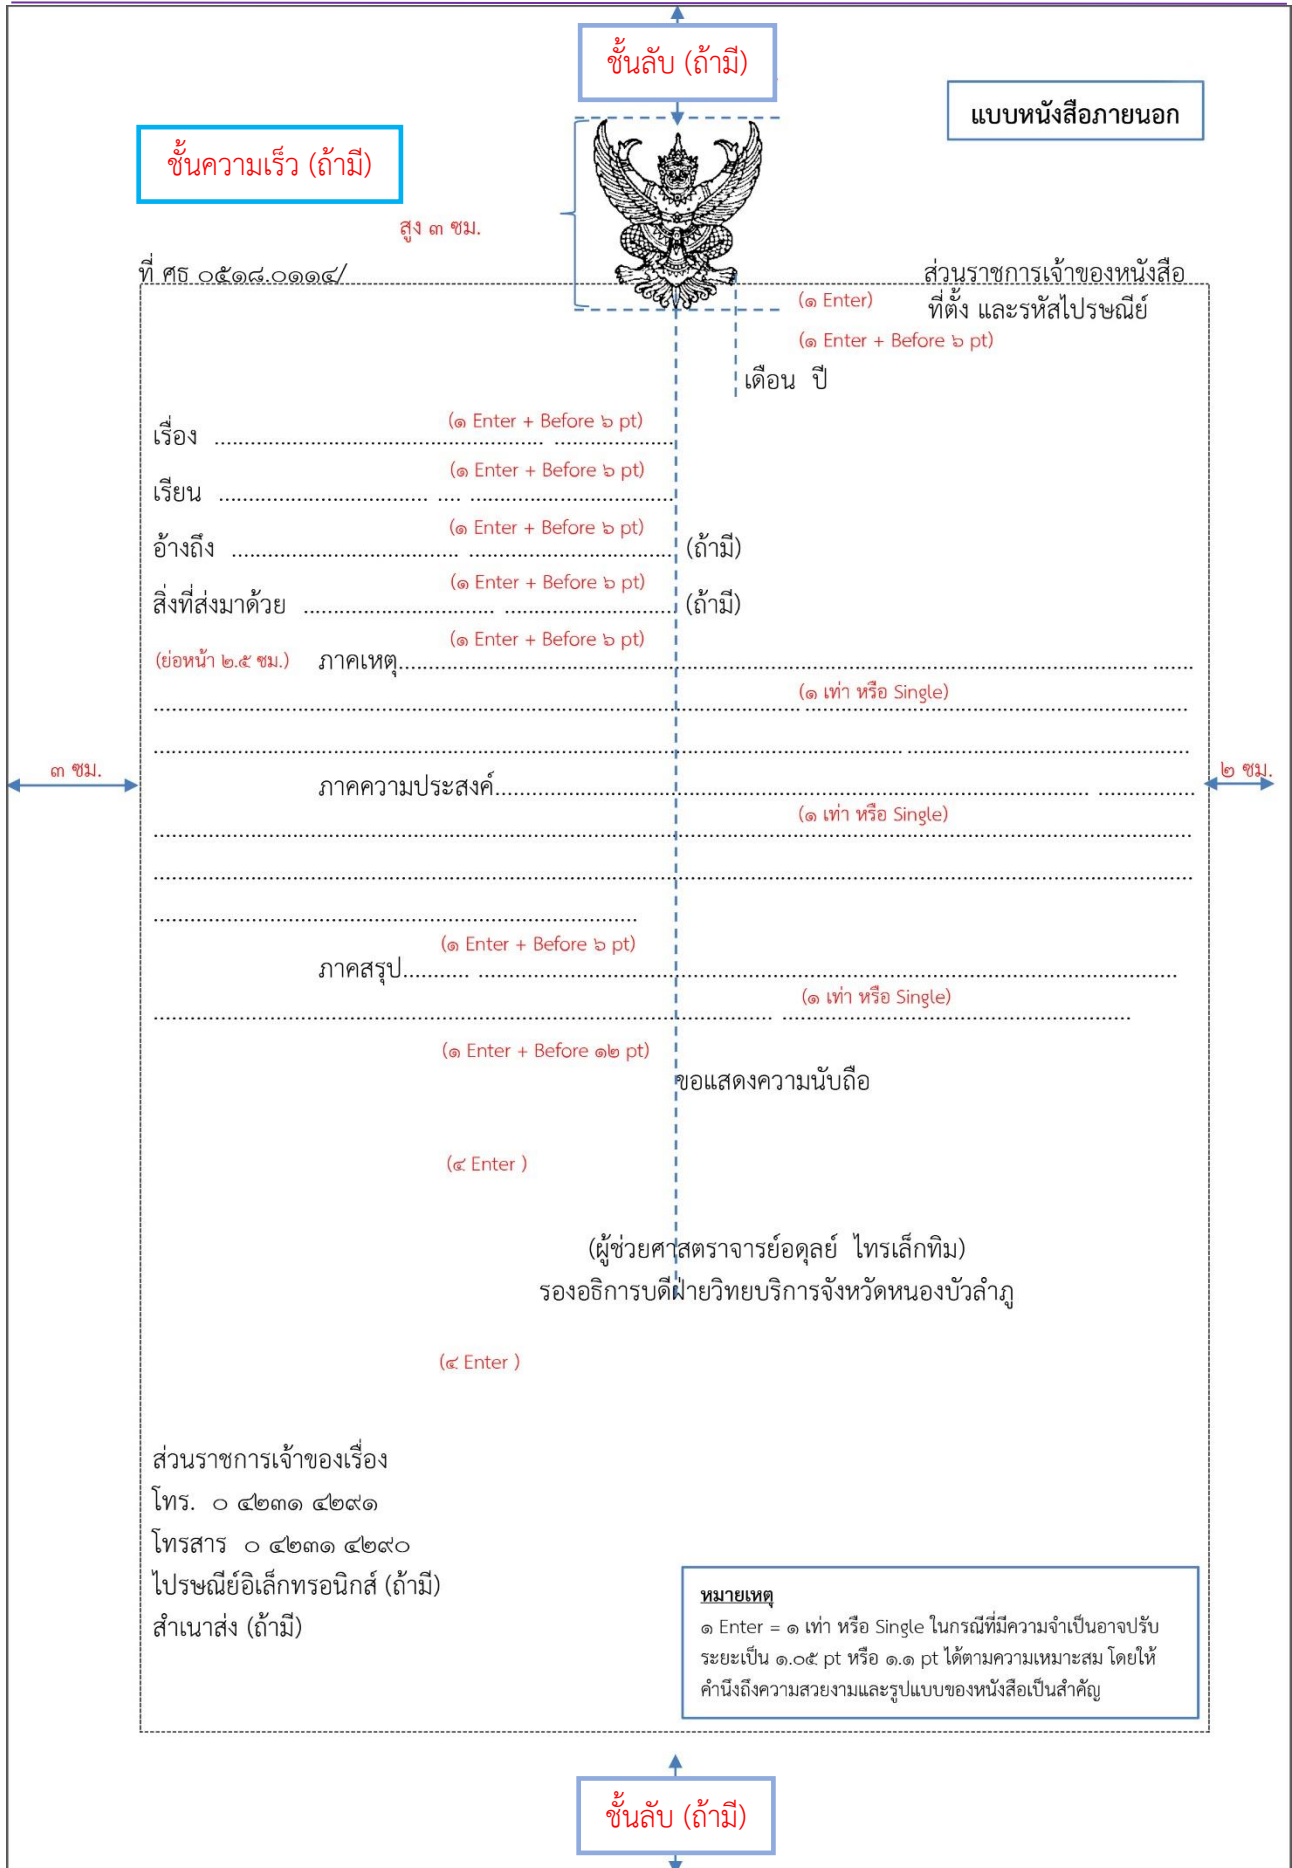 ชั้นลับ (ถ้ามี)
แบบหนังสือภายนอก
ชั้นความเร็ว (ถ้ามี)
สูง ๓ ซม.
ที่ ศธ ๐๕๑๘.๐๑๑๔/
ส่วนราชการเจ้าของหนังสือ
(๑ Enter)
ที่ตั้ง และรหัสไปรษณีย์
(๑ Enter + Before ๖ pt)
เดือน ปี
(๑ Enter + Before ๖ pt)
เรื่อง ....................................................... ....................
(๑ Enter + Before ๖ pt)
เรียน ................................... .... ..................................
(๑ Enter + Before ๖ pt)
อ้างถึง ...................................... .................................. (ถ้ามี)
(๑ Enter + Before ๖ pt)
สิ่งที่ส่งมาด้วย ................................ ............................. (ถ้ามี)
(๑ Enter + Before ๖ pt)
(ย่อหน้า ๒.๕ ซม.) ภาคเหตุ............................................................................................................................. .......
(๑ เท่า หรือ Single)
............................................................................................................ ...............................................................
............................................................................................................................. ...............................................
๓ ซม.
๒ ซม.
ภาคความประสงค์................................................................................................... ................
(๑ เท่า หรือ Single)
.............................................................................................................................................................................
.............................................................................................................................................................................
.................................................................................
(๑ Enter + Before ๖ pt)
ภาคสรุป........... .....................................................................................................................
(๑ เท่า หรือ Single)
....................................................................................................... ..........................................................
(๑ Enter + Before ๑๒ pt)
ขอแสดงความนับถือ
(๔ Enter )
(ผู้ช่วยศาสตราจารย์อดุลย์ ไทรเล็กทิม)
รองอธิการบดีฝ่ายวิทยบริการจังหวัดหนองบัวลำภู
(๔ Enter )
ส่วนราชการเจ้าของเรื่อง
โทร. ๐ ๔๒๓๑ ๔๒๙๑
โทรสาร ๐ ๔๒๓๑ ๔๒๙๐
ไปรษณีย์อิเล็กทรอนิกส์ (ถ้ามี)
สำเนาส่ง (ถ้ามี)
หมายเหตุ
๑ Enter = ๑ เท่า หรือ Single ในกรณีที่มีความจำเป็นอาจปรับ
ระยะเป็น ๑.๐๕ pt หรือ ๑.๑ pt ได้ตามความเหมาะสม โดยให้
คำนึงถึงความสวยงามและรูปแบบของหนังสือเป็นสำคัญ
ชั้นลับ (ถ้ามี)